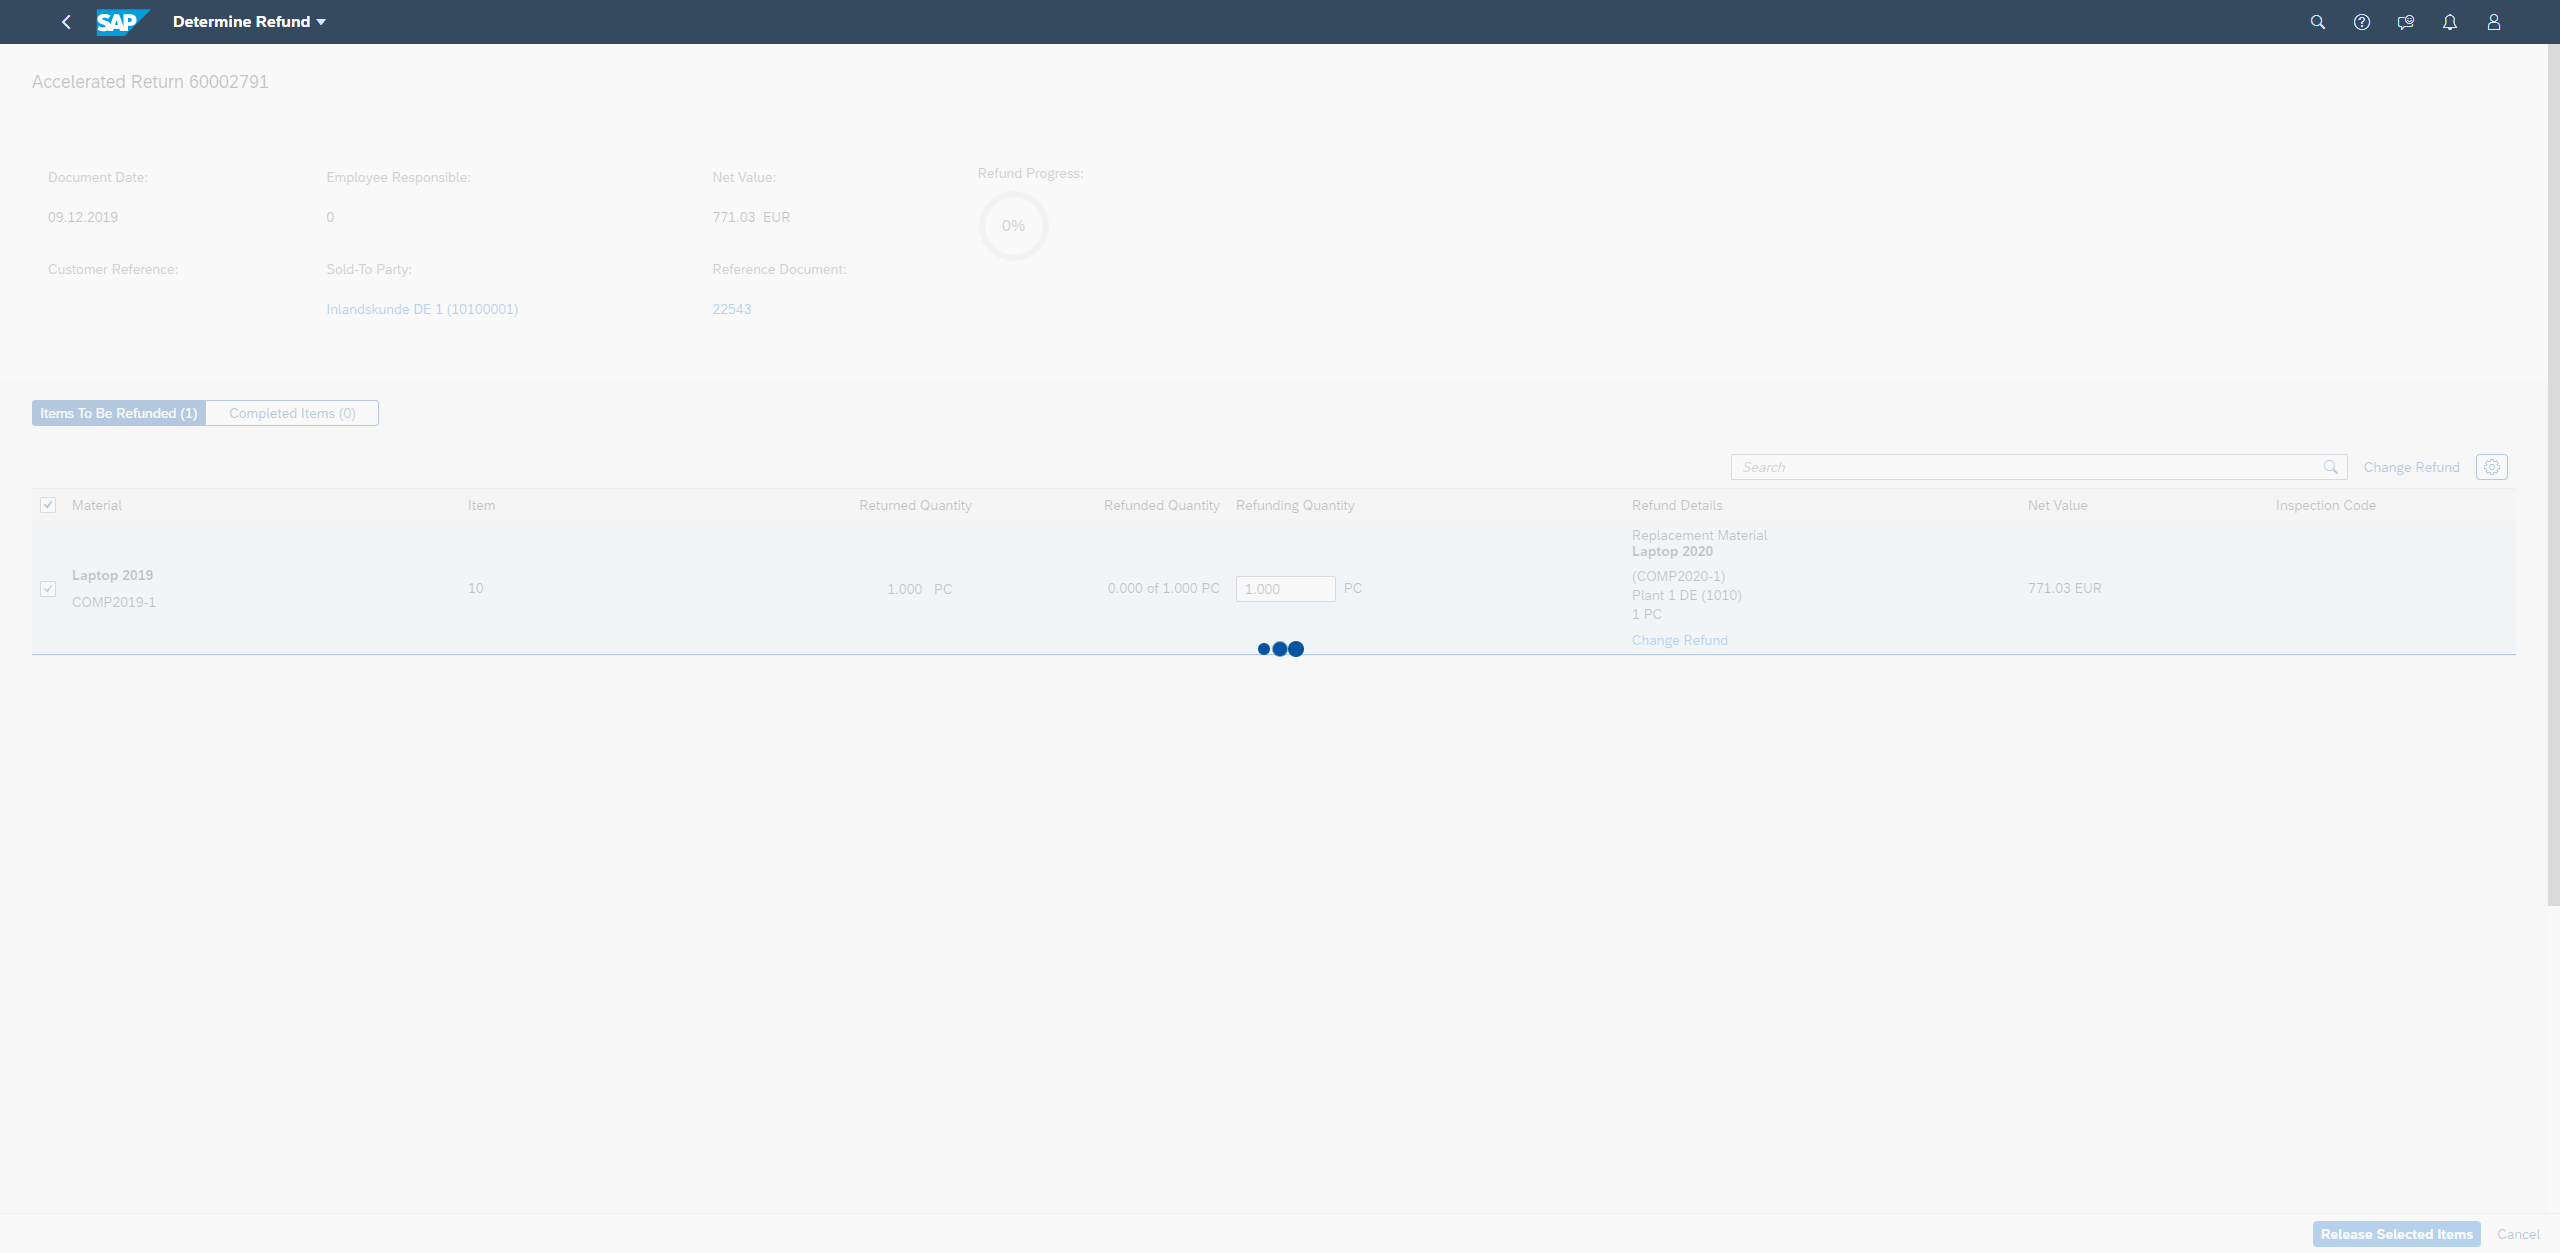 SAP Determine Refund
Accelerated Return 60002791
Document Date: Employee Responsible: Net Value: Refund Progress:
09.12.2019 0 771.03 EUR 0%
Customer Reference: Sold-To Party: Reference Document:
Inlandskunde DE 1 (10100001) 22543
Items To Be Refunded (1) Completed Items (0)
Search Change Refund
Material Item Returned Quantity Refunded Quantity Refunding Quantity Refund Details Net Value Inspection Code
Replacement Material
Laptop 2020
Laptop 2019
(COMP2020-1)
10 1.000 PC 0.000 of 1.000 PC 1.000 PC 771.03 EUR
Plant 1 DE (1010)
COMP2019-1
1 PC
Change Refund
Release Selected Items Cancel